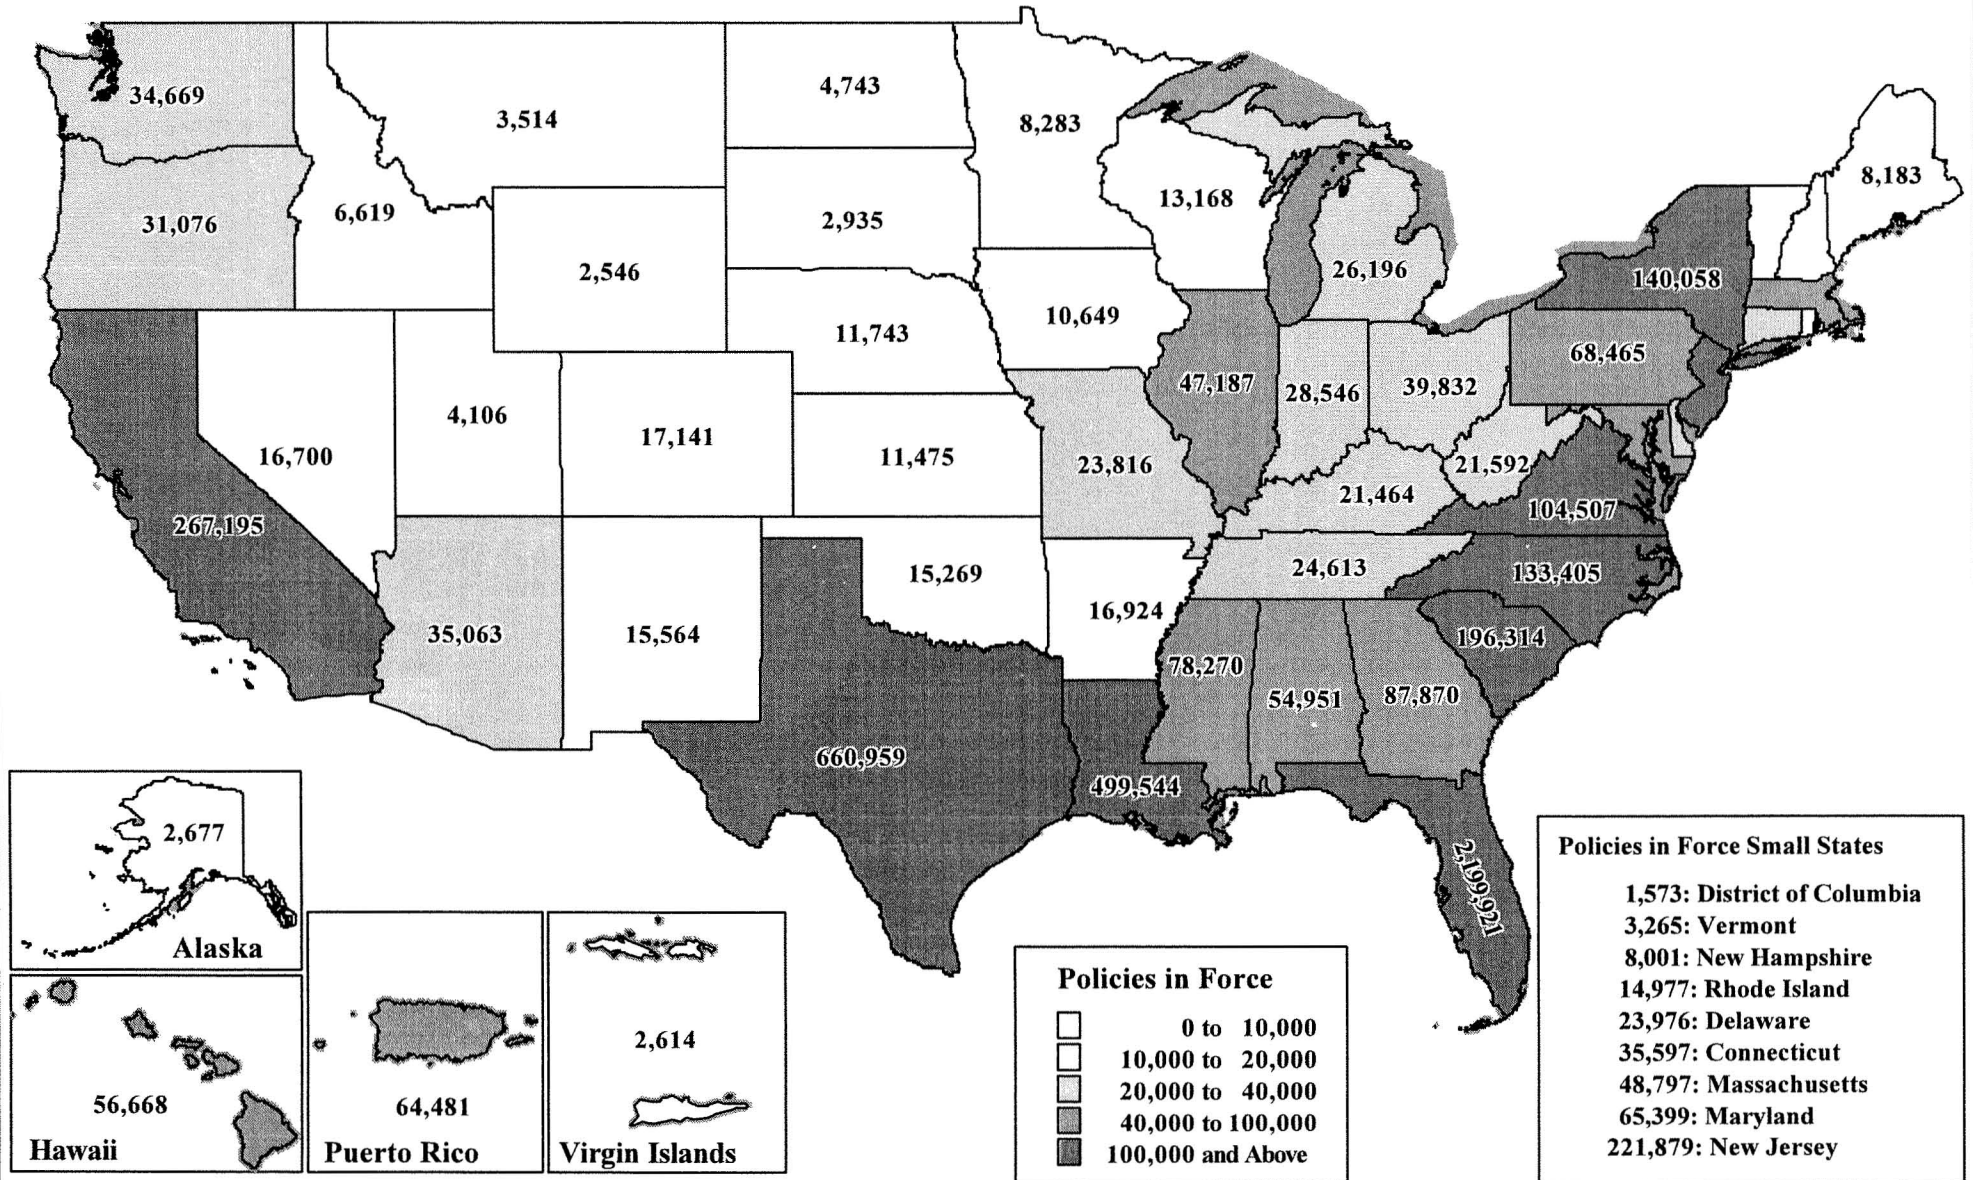 34,669
3,514
4,743
8,283
8,183
31,076
6,619
2,935
13,168
2,546
26,196
140,058
11,743
10,649
68,465
47,187
28,546
39,832
4,106
17,141
16,700
11,475
23,816
21,592
21,464
267,195
104,507
15,269
24,613
133,405
35,063
15,564
16,924
196,314
78,270
54,951
87,870
660,959
499,544
2,199,921
2,677
Alaska
56,668
Hawaii
64,481
Puerto Rico
2,614
Virgin Islands
Policies in Force
0 to 10,000
10,000 to 20,000
20,000 to 40,000
40,000 to 100,000
100,000 and Above
Policies in Force Small States
1,573: District of Columbia
3,265: Vermont
8,001: New Hampshire
14,977: Rhode Island
23,976: Delaware
35,597: Connecticut
48,797: Massachusetts
65,399: Maryland
221,879: New Jersey